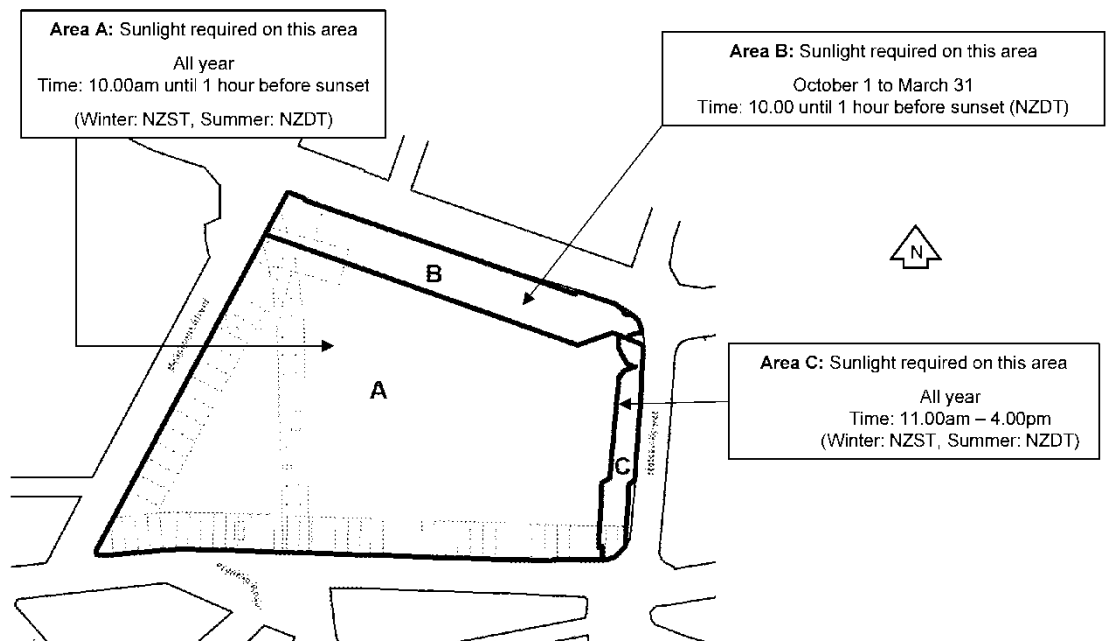 Area A: Sunlight required on this area
All year
Time: 10.00am until 1 hour before sunset
(Winter: NZST, Summer: NZDT)
Area B: Sunlight required on this area
October 1 to March 31
Time: 10.00 until 1 hour before sunset (NZDT)
N
B
A
Area C: Sunlight required on this area
All year
Time: 11.00am – 4.00pm
(Winter: NZST, Summer: NZDT)
C